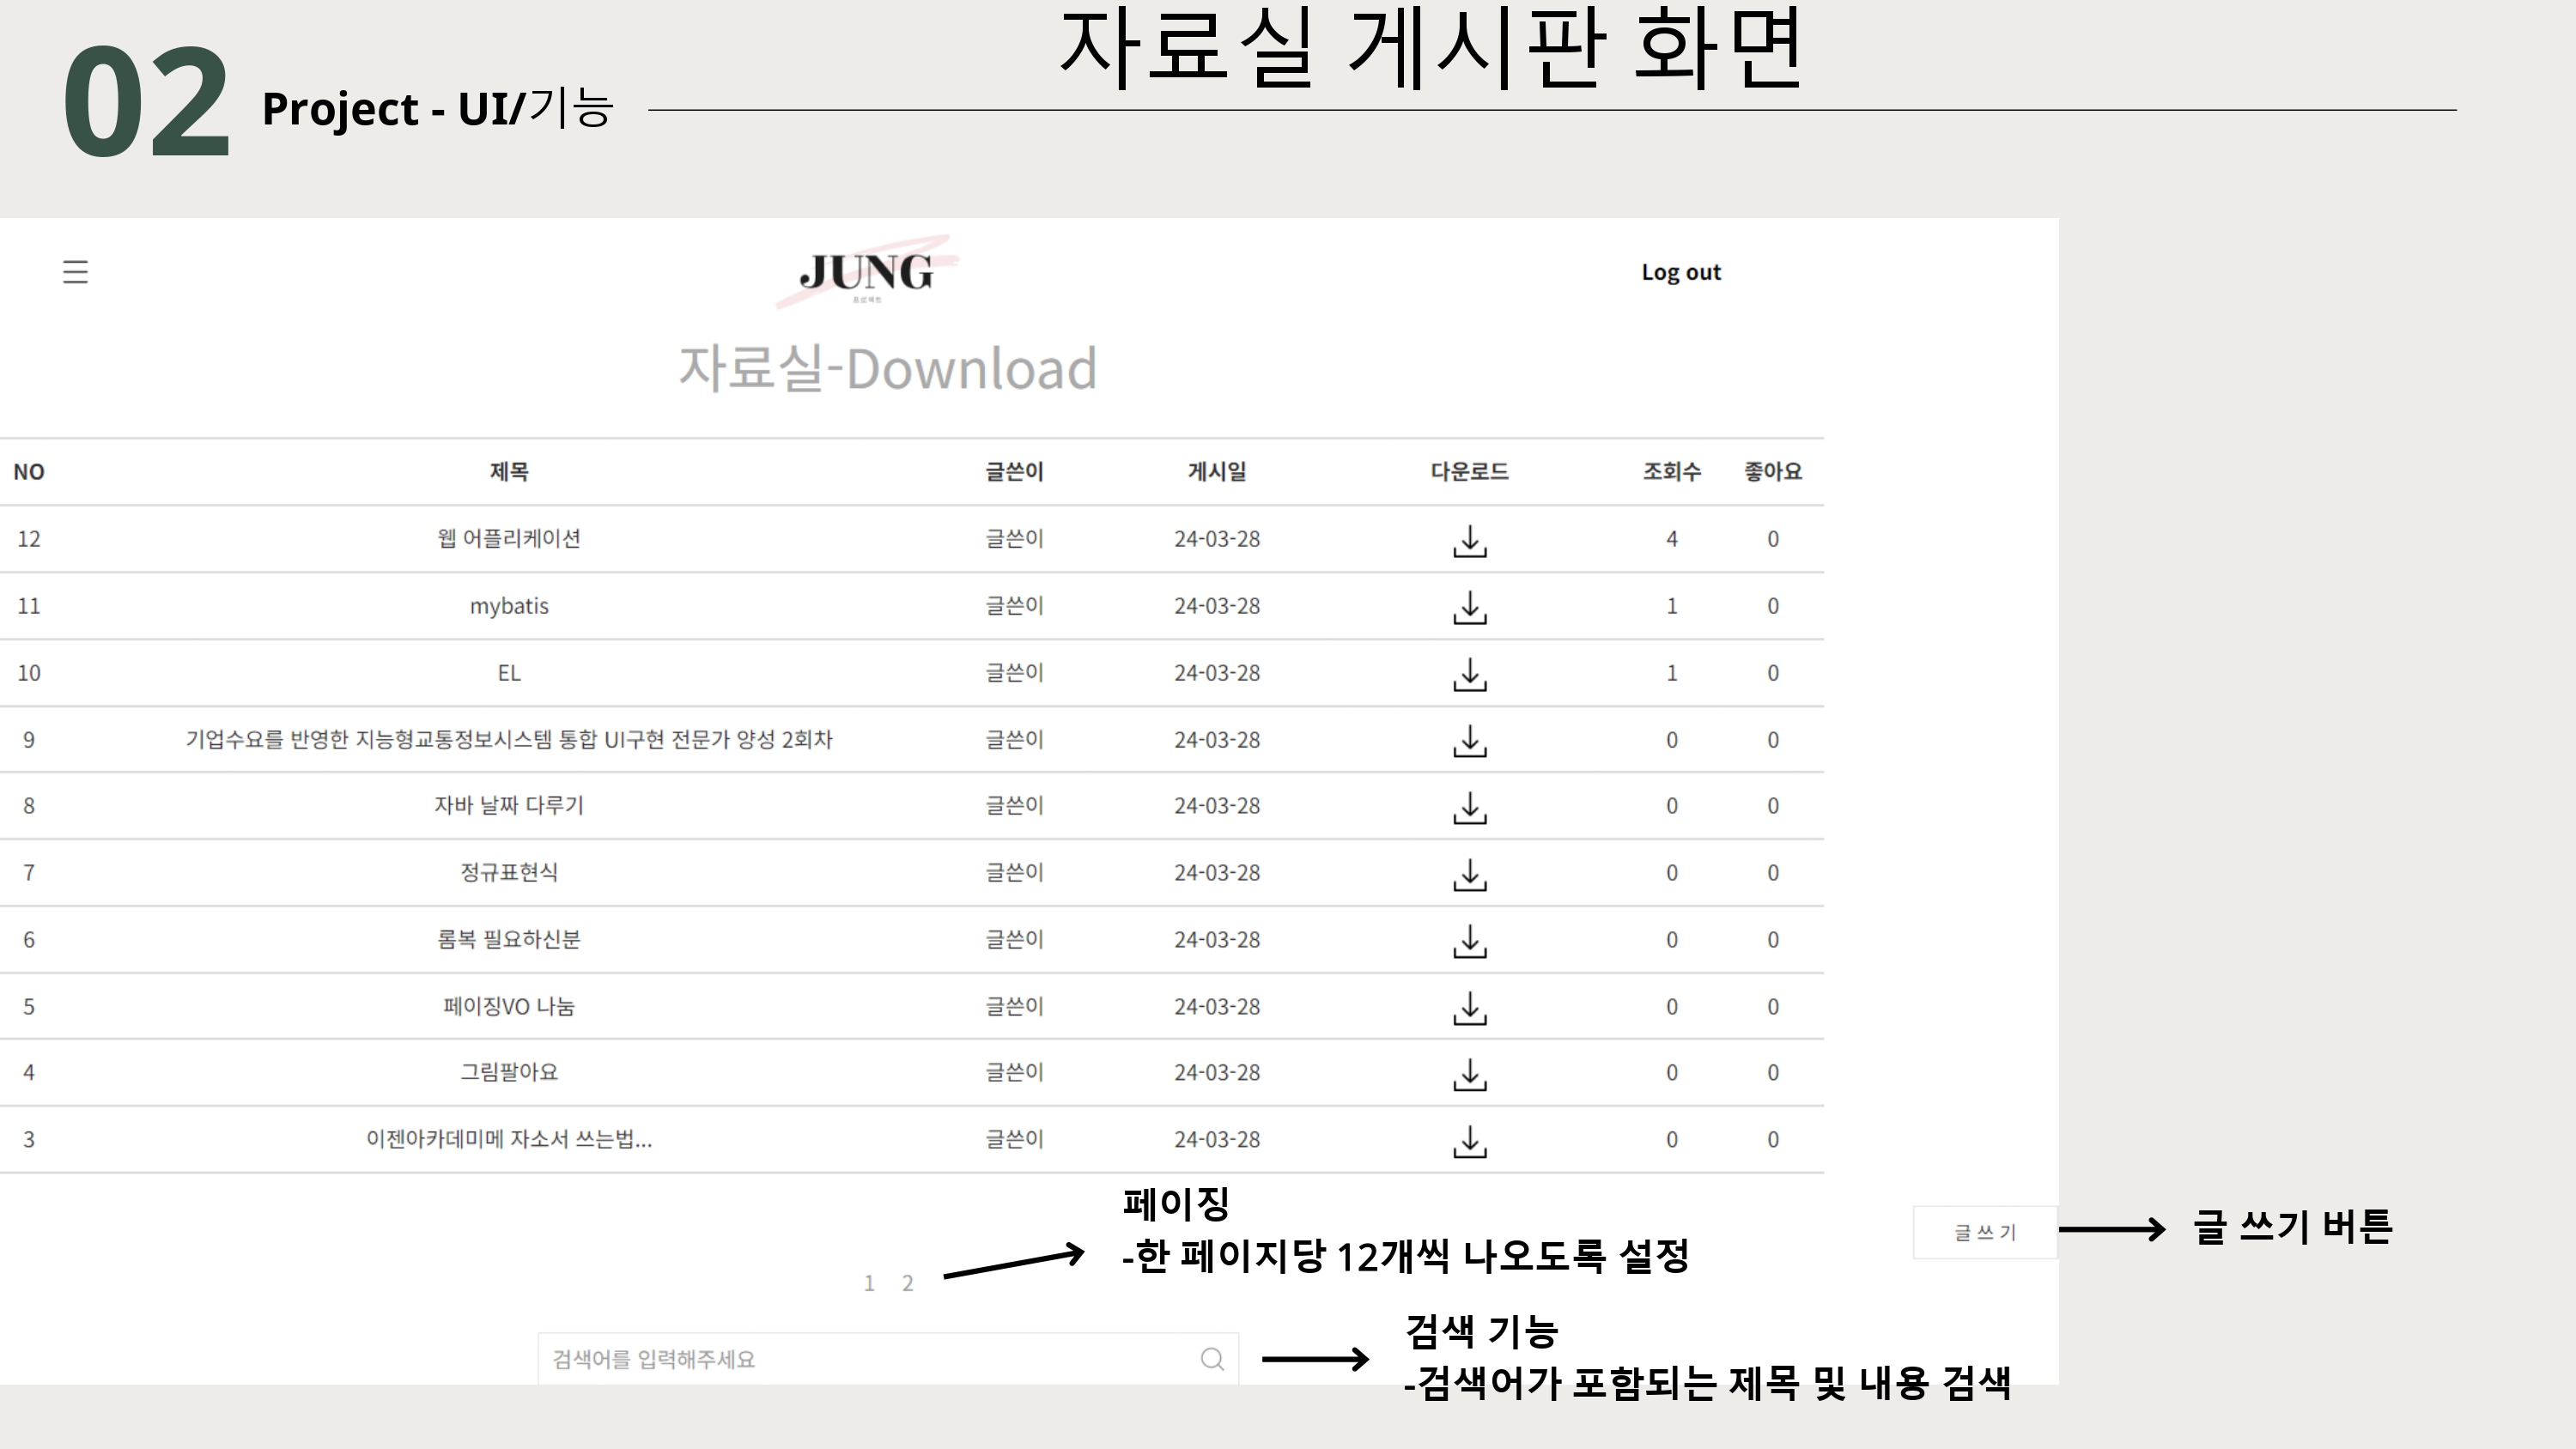 자료실 게시판 화면
02 Project - UI/기능
JUNG
프로젝트
Log out
자료실-Download
NO 제목 글쓴이 게시일 다운로드 조회수 좋아요
12 웹 어플리케이션 글쓴이 24-03-28 4 0
11 mybatis 글쓴이 24-03-28 1 0
10 EL 글쓴이 24-03-28 1 0
9 기업수요를 반영한 지능형교통정보시스템 통합 UI구현 전문가 양성 2회차 글쓴이 24-03-28 0 0
8 자바 날짜 다루기 글쓴이 24-03-28 0 0
7 정규표현식 글쓴이 24-03-28 0 0
6 롬복 필요하신분 글쓴이 24-03-28 0 0
5 페이징VO 나눔 글쓴이 24-03-28 0 0
4 그림팔아요 글쓴이 24-03-28 0 0
3 이젠아카데미메 자소서 쓰는법... 글쓴이 24-03-28 0 0
페이징
-한 페이지당 12개씩 나오도록 설정
글 쓰 기
글 쓰기 버튼
1 2
검색 기능
-검색어가 포함되는 제목 및 내용 검색
검색어를 입력해주세요